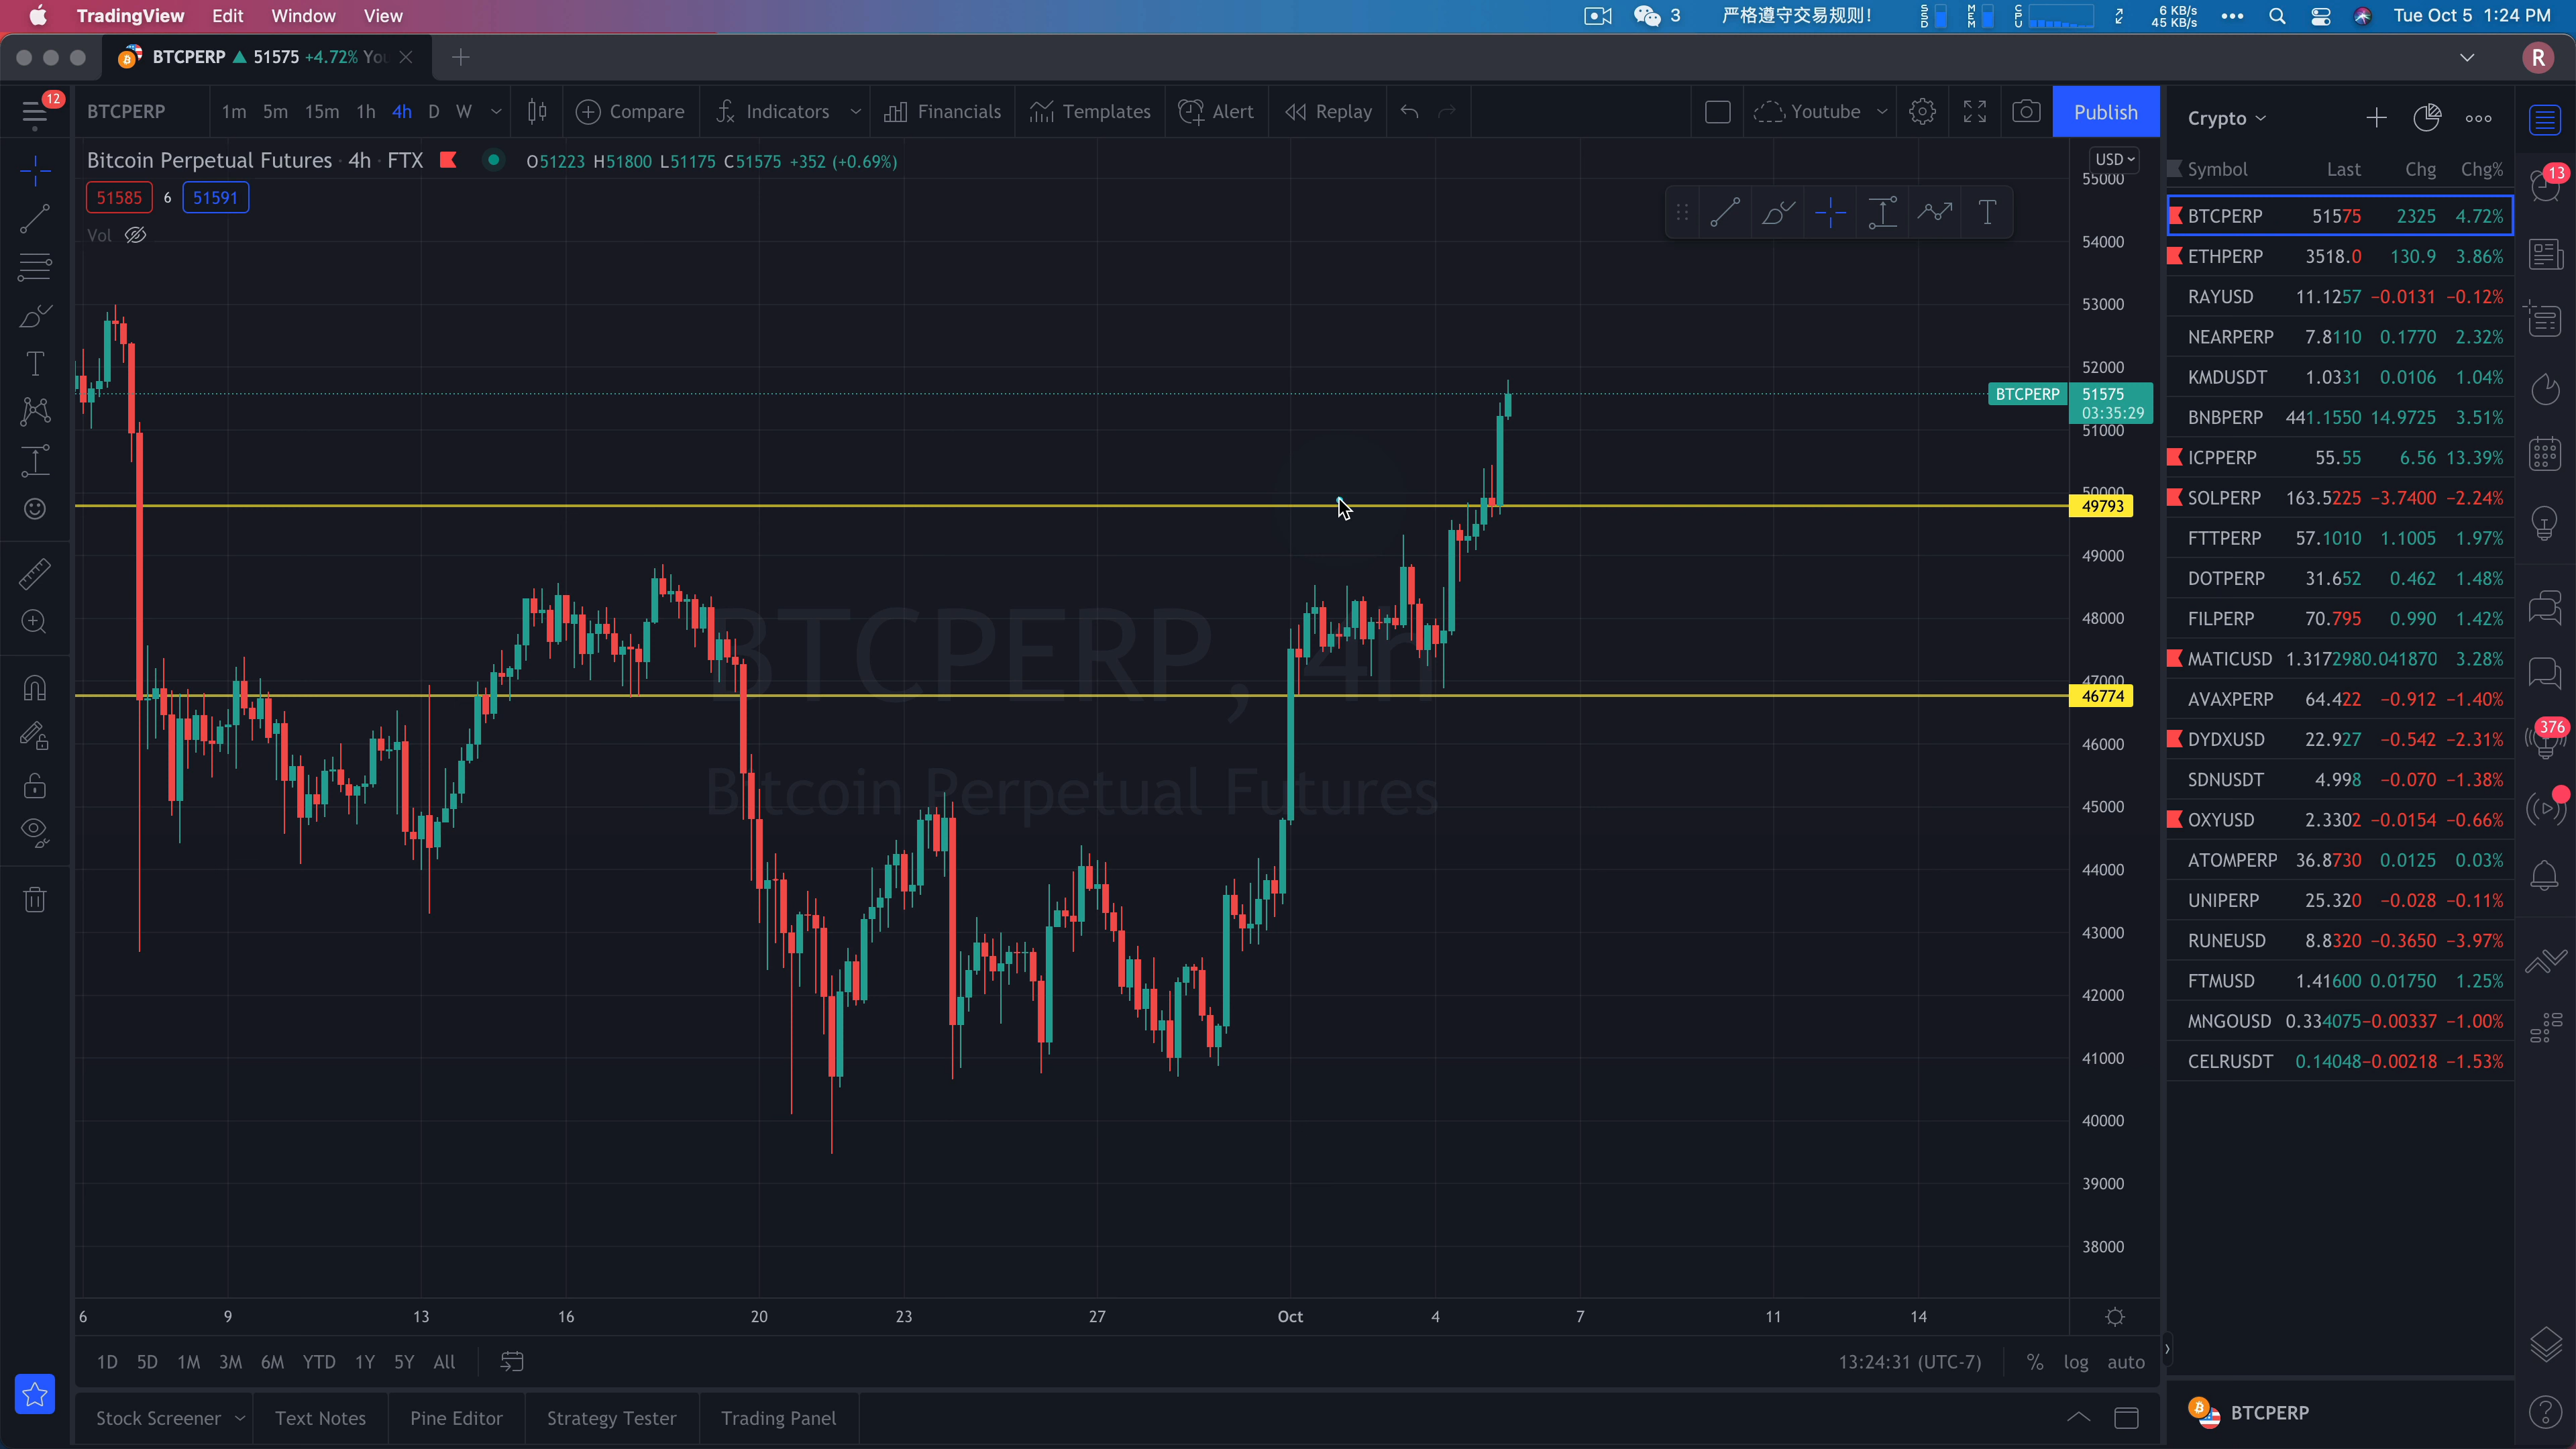 TradingView Edit Window View 3 严格遵守交易规则! SSD MEM CPU 6 KB/s 45 KB/s Tue Oct 5 1:24 PM
BTCPERP ▲ 51575 +4.72% You R
12 BTCPERP 1m 5m 15m 1h 4h D W Compare Indicators Financials Templates Alert Replay Youtube Publish
Bitcoin Perpetual Futures · 4h · FTX O51223 H51800 L51175 C51575 +352 (+0.69%)
51585 6 51591
Vol
BTCPERP, 4h
Bitcoin Perpetual Futures
USD
55000
54000
53000
52000
BTCPERP 51575
03:35:29
51000
50000
49793
49000
48000
47000
46774
46000
45000
44000
43000
42000
41000
40000
39000
38000
6 9 13 16 20 23 27 Oct 4 7 11 14
1D 5D 1M 3M 6M YTD 1Y 5Y All 13:24:31 (UTC-7) % log auto
Stock Screener Text Notes Pine Editor Strategy Tester Trading Panel
Crypto
Symbol Last Chg Chg%
BTCPERP 51575 2325 4.72%
ETHPERP 3518.0 130.9 3.86%
RAYUSD 11.1257 −0.0131 −0.12%
NEARPERP 7.8110 0.1770 2.32%
KMDUSDT 1.0331 0.0106 1.04%
BNBPERP 441.1550 14.9725 3.51%
ICPPERP 55.55 6.56 13.39%
SOLPERP 163.5225 −3.7400 −2.24%
FTTPERP 57.1010 1.1005 1.97%
DOTPERP 31.652 0.462 1.48%
FILPERP 70.795 0.990 1.42%
MATICUSD 1.3172980.041870 3.28%
AVAXPERP 64.422 −0.912 −1.40%
DYDXUSD 22.927 −0.542 −2.31%
SDNUSDT 4.998 −0.070 −1.38%
OXYUSD 2.3302 −0.0154 −0.66%
ATOMPERP 36.8730 0.0125 0.03%
UNIPERP 25.320 −0.028 −0.11%
RUNEUSD 8.8320 −0.3650 −3.97%
FTMUSD 1.41600 0.01750 1.25%
MNGOUSD 0.334075−0.00337 −1.00%
CELRUSDT 0.14048−0.00218 −1.53%
BTCPERP
13
376